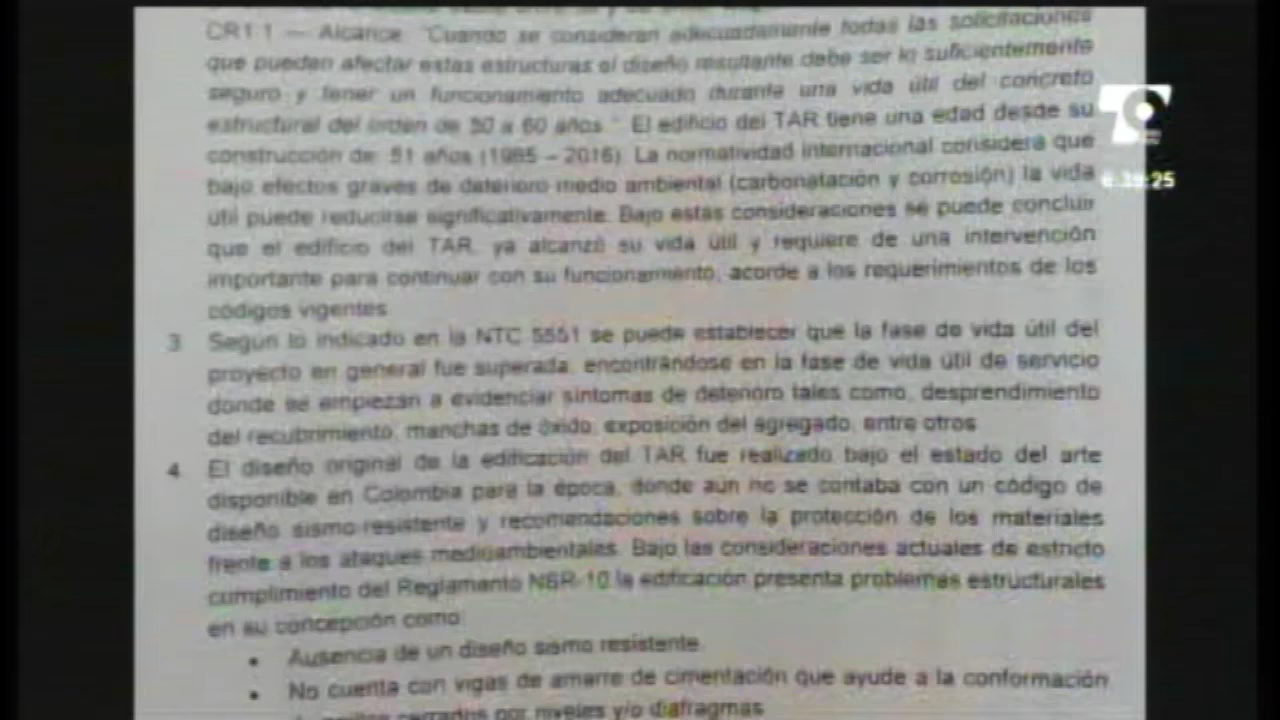 CR1.1 — Alcance. "Cuando se consideran adecuadamente todas las solicitaciones
que puedan afectar estas estructuras el diseño resultante debe ser lo suficientemente
seguro y tener un funcionamiento adecuado durante una vida útil del concreto
estructural del orden de 50 a 60 años." El edificio del TAR tiene una edad desde su
construcción de: 51 años (1965 – 2016). La normatividad internacional considera que
bajo efectos graves de deterioro medio ambiental (carbonatación y corrosión) la vida
útil puede reducirse significativamente. Bajo estas consideraciones se puede concluir
que el edificio del TAR, ya alcanzó su vida útil y requiere de una intervención
importante para continuar con su funcionamiento, acorde a los requerimientos de los
códigos vigentes.
3. Según lo indicado en la NTC 5551 se puede establecer que la fase de vida útil del
proyecto en general fue superada, encontrándose en la fase de vida útil de servicio
donde se empiezan a evidenciar síntomas de deterioro tales como, desprendimiento
del recubrimiento, manchas de óxido, exposición del agregado, entre otros.
4. El diseño original de la edificación del TAR fue realizado bajo el estado del arte
disponible en Colombia para la época, donde aun no se contaba con un código de
diseño sismo-resistente y recomendaciones sobre la protección de los materiales
frente a los ataques medioambientales. Bajo las consideraciones actuales de estricto
cumplimiento del Reglamento NSR-10 la edificación presenta problemas estructurales
en su concepción como:
• Ausencia de un diseño sismo resistente.
• No cuenta con vigas de amarre de cimentación que ayude a la conformación
cerrados por niveles y/o diafragmas